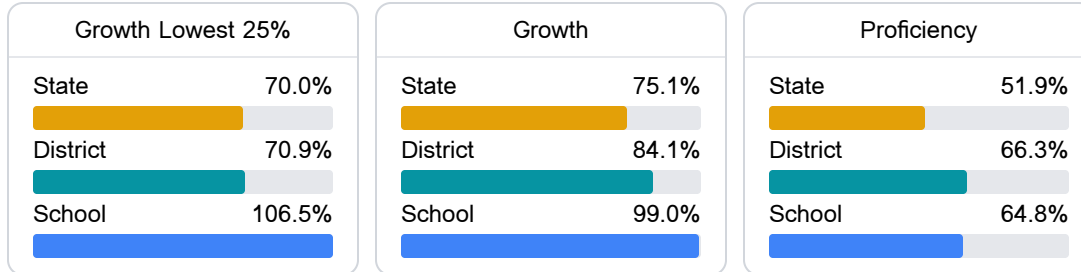 Growth Lowest 25%
State 70.0%
District 70.9%
School 106.5%
Growth
State 75.1%
District 84.1%
School 99.0%
Proficiency
State 51.9%
District 66.3%
School 64.8%